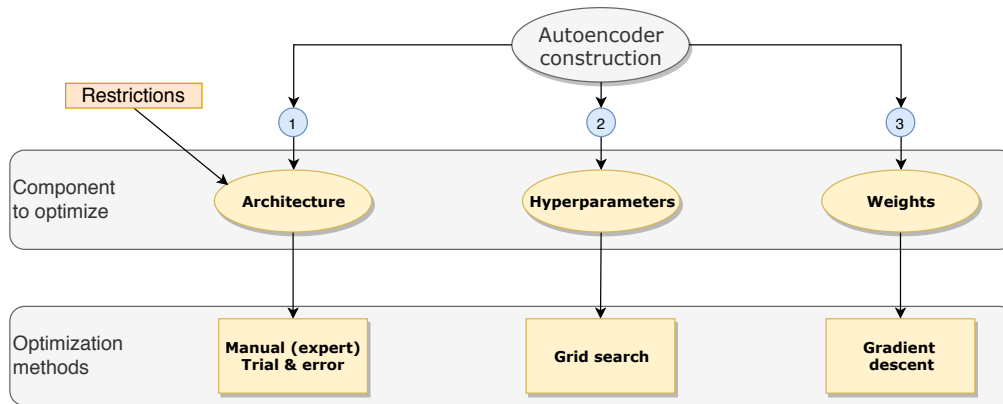 Autoencoder
construction
Restrictions
1
2
3
Component
to optimize
Architecture
Hyperparameters
Weights
Optimization
methods
Manual (expert)
Trial & error
Grid search
Gradient
descent